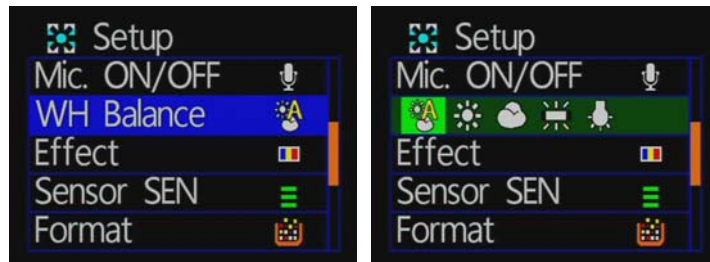 Setup
Mic. ON/OFF
WH Balance
A
Effect
Sensor SEN
Format
Setup
Mic. ON/OFF
A
Effect
Sensor SEN
Format